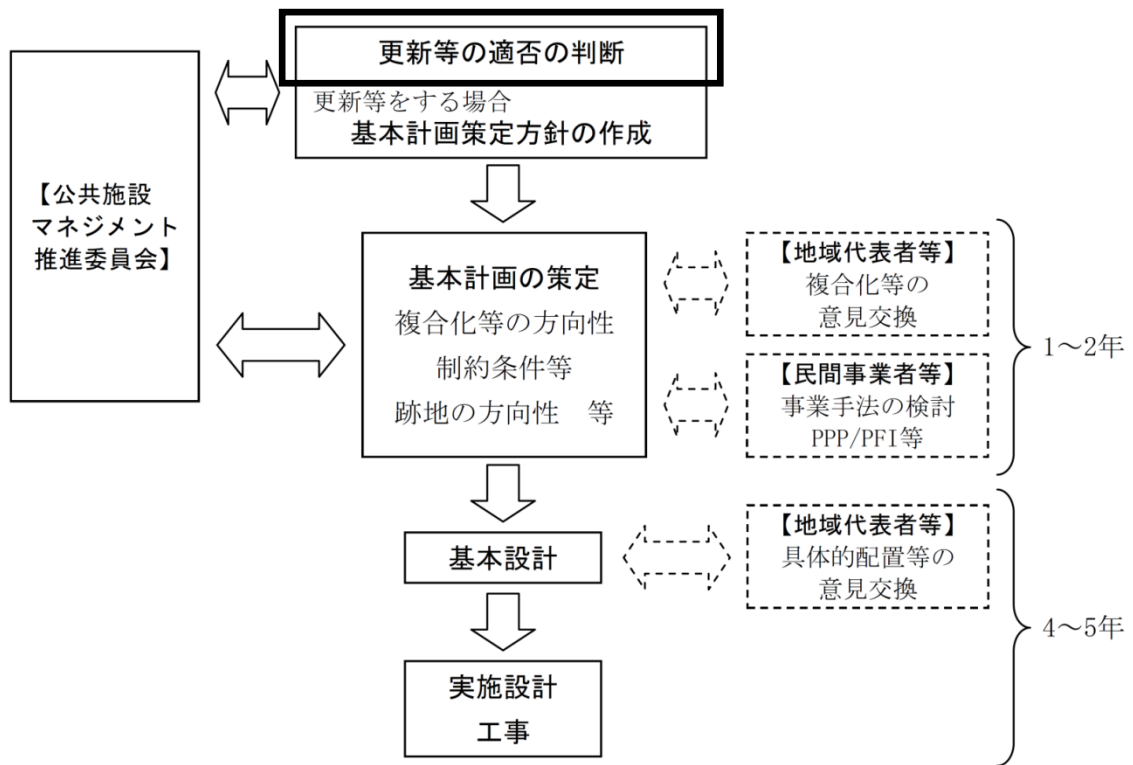 更新等の適否の判断
更新等をする場合
基本計画策定方針の作成
【公共施設
マネジメント
推進委員会】
基本計画の策定
複合化等の方向性
制約条件等
跡地の方向性　等
【地域代表者等】
複合化等の
意見交換
【民間事業者等】
事業手法の検討
PPP/PFI等
1～2年
基本設計
【地域代表者等】
具体的配置等の
意見交換
4～5年
実施設計
工事